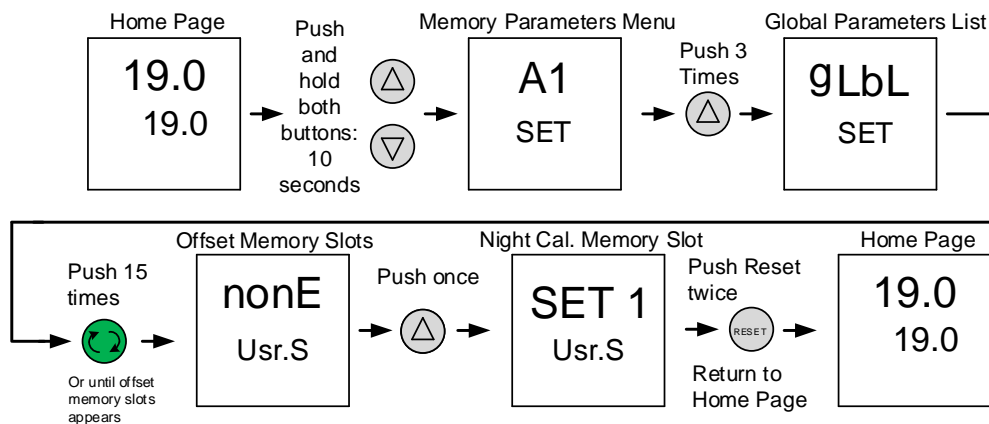 Home Page
19.0
19.0
Push
and
hold
both
buttons:
10
seconds
Memory Parameters Menu
A1
SET
Push 3
Times
Global Parameters List
gLbL
SET
Push 15
times
Or until offset
memory slots
appears
Offset Memory Slots
nonE
Usr.S
Push once
Night Cal. Memory Slot
SET 1
Usr.S
Push Reset
twice
RESET
Return to
Home Page
Home Page
19.0
19.0